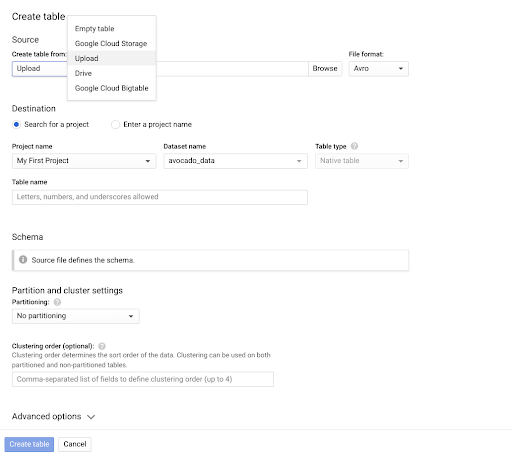 Create table
Empty table
Google Cloud Storage
Upload
Drive
Google Cloud Bigtable
Source
Create table from:
File format:
Upload
Browse
Avro
Destination
Search for a project
Enter a project name
Project name
Dataset name
Table type
My First Project
avocado_data
Native table
Table name
Letters, numbers, and underscores allowed
Schema
Source file defines the schema.
Partition and cluster settings
Partitioning:
No partitioning
Clustering order (optional):
Clustering order determines the sort order of the data. Clustering can be used on both
partitioned and non-partitioned tables.
Comma-separated list of fields to define clustering order (up to 4)
Advanced options
Create table
Cancel